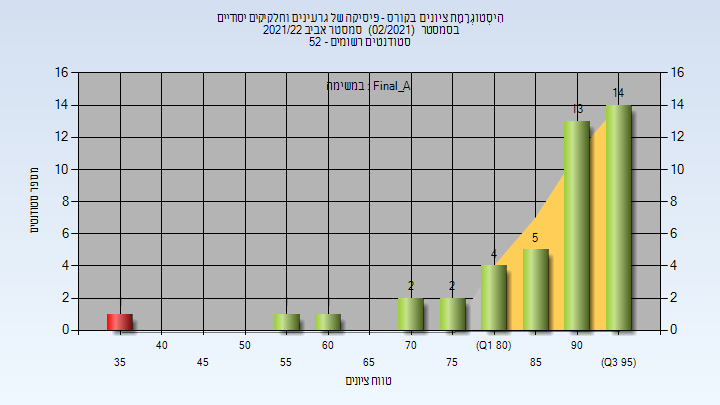 היסטוגרמת ציונים בקורס - פיסיקה של גרעינים וחלקיקים יסודיים
בסמסטר (02/2021) סמסטר אביב 2021/22
סטודנטים רשומים - 52
במשימה : Final_A
מספר סטודנטים
16 14 12 10 8 6 4 2 0
1 1 1 2 2 4 5 13 14
16 14 12 10 8 6 4 2 0
40 50 60 70 (Q1 80) 90
35 45 55 65 75 85 (Q3 95)
טווח ציונים